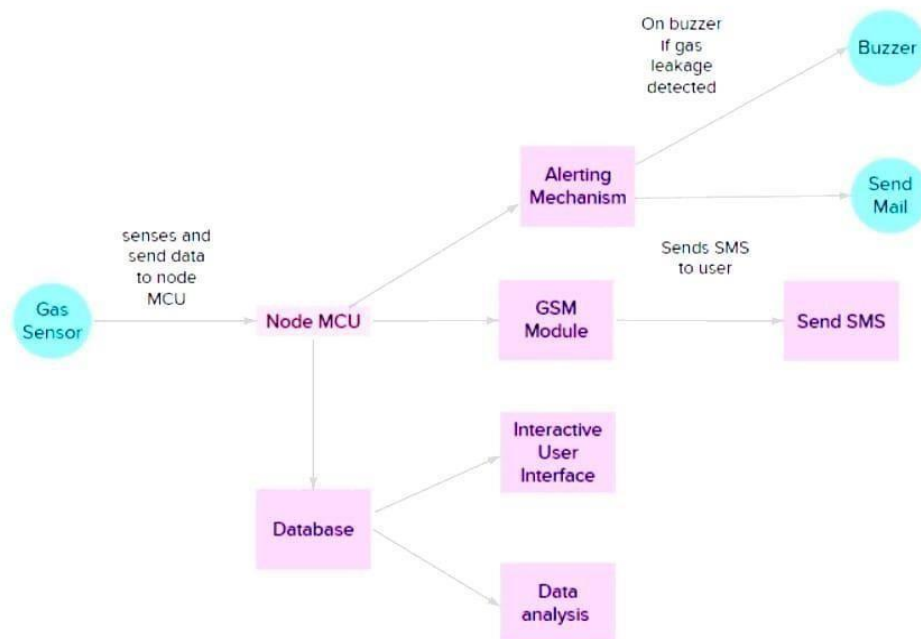 On buzzer
If gas
leakage
detected
Buzzer
Alerting
Mechanism
Send
Mail
senses and
send data
to node
MCU
Sends SMS
to user
Gas
Sensor
Node MCU
GSM
Module
Send SMS
Interactive
User
Interface
Database
Data
analysis